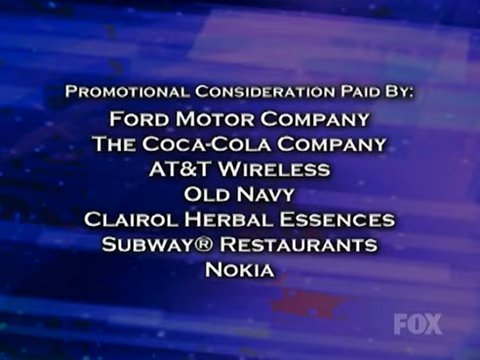 Promotional Consideration Paid By:
Ford Motor Company
The Coca-Cola Company
AT&T Wireless
Old Navy
Clairol Herbal Essences
Subway® Restaurants
Nokia
FOX